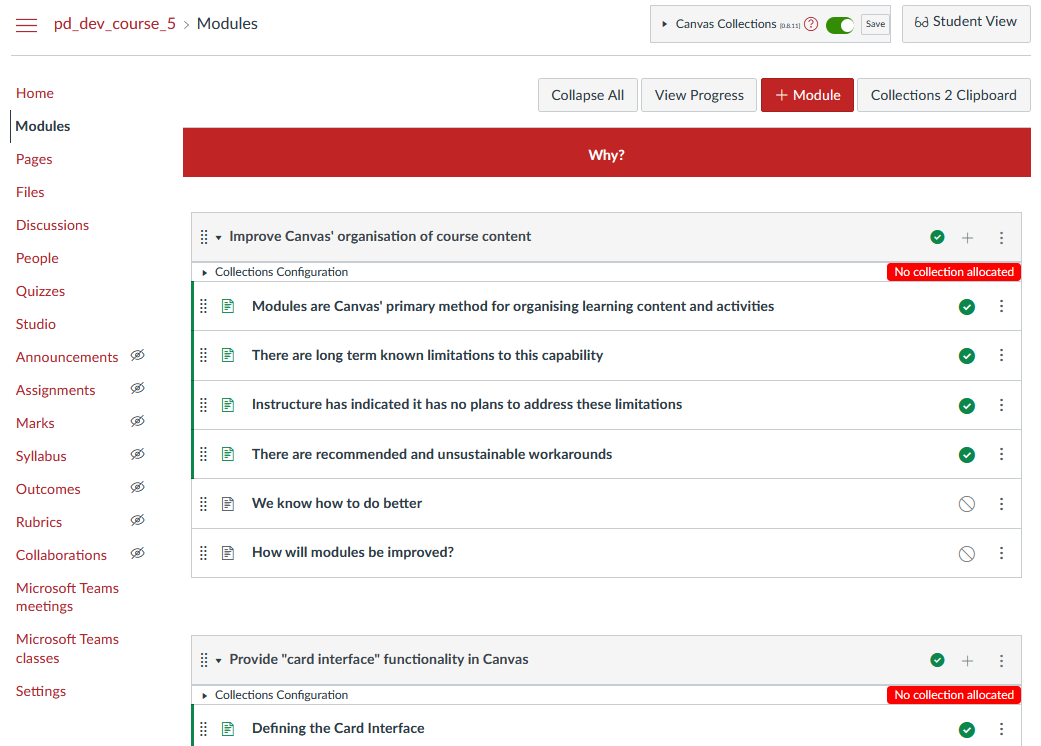 pd_dev_course_5 > Modules
Canvas Collections [0.8.11] ? Save
Student View
Home
Modules
Pages
Files
Discussions
People
Quizzes
Studio
Announcements
Assignments
Marks
Syllabus
Outcomes
Rubrics
Collaborations
Microsoft Teams
meetings
Microsoft Teams
classes
Settings
Collapse All View Progress + Module Collections 2 Clipboard
Why?
Improve Canvas' organisation of course content
Collections Configuration No collection allocated
Modules are Canvas' primary method for organising learning content and activities
There are long term known limitations to this capability
Instructure has indicated it has no plans to address these limitations
There are recommended and unsustainable workarounds
We know how to do better
How will modules be improved?
Provide "card interface" functionality in Canvas
Collections Configuration No collection allocated
Defining the Card Interface